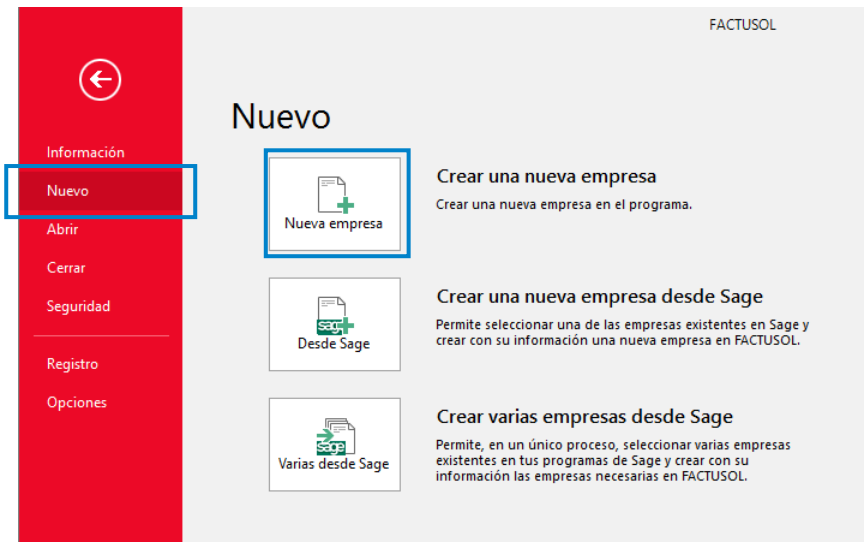 FACTUSOL
Información
Nuevo
Abrir
Cerrar
Seguridad
Registro
Opciones
Nuevo
Nueva empresa
Crear una nueva empresa
Crear una nueva empresa en el programa.
sage
Desde Sage
Crear una nueva empresa desde Sage
Permite seleccionar una de las empresas existentes en Sage y
crear con su información una nueva empresa en FACTUSOL.
sage
Varias desde Sage
Crear varias empresas desde Sage
Permite, en un único proceso, seleccionar varias empresas
existentes en tus programas de Sage y crear con su
información las empresas necesarias en FACTUSOL.